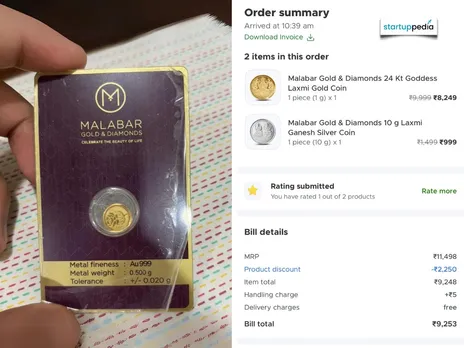 MALABAR
GOLD & DIAMONDS
CELEBRATE THE BEAUTY OF LIFE
Metal fineness : Au999
Metal weight : 0.500 g
Tolerance : +/- 0.020 g
Order summary
Arrived at 10:39 am
Download Invoice
startuppedia
2 items in this order
Malabar Gold & Diamonds 24 Kt Goddess
Laxmi Gold Coin
1 piece (1 g) x 1 ₹9,999 ₹8,249
Malabar Gold & Diamonds 10 g Laxmi
Ganesh Silver Coin
1 piece (10 g) x 1 ₹1,499 ₹999
Rating submitted
You have rated 1 out of 2 products
Rate more
Bill details
MRP ₹11,498
Product discount -₹2,250
Item total ₹9,248
Handling charge +₹5
Delivery charges free
Bill total ₹9,253